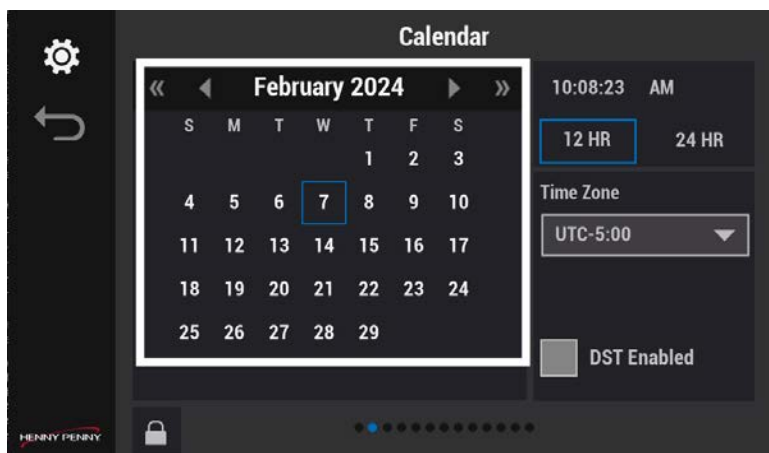 Calendar
« February 2024 »
S M T W T F S
1 2 3
4 5 6 7 8 9 10
11 12 13 14 15 16 17
18 19 20 21 22 23 24
25 26 27 28 29
10:08:23 AM
12 HR 24 HR
Time Zone
UTC-5:00
DST Enabled
HENNY PENNY